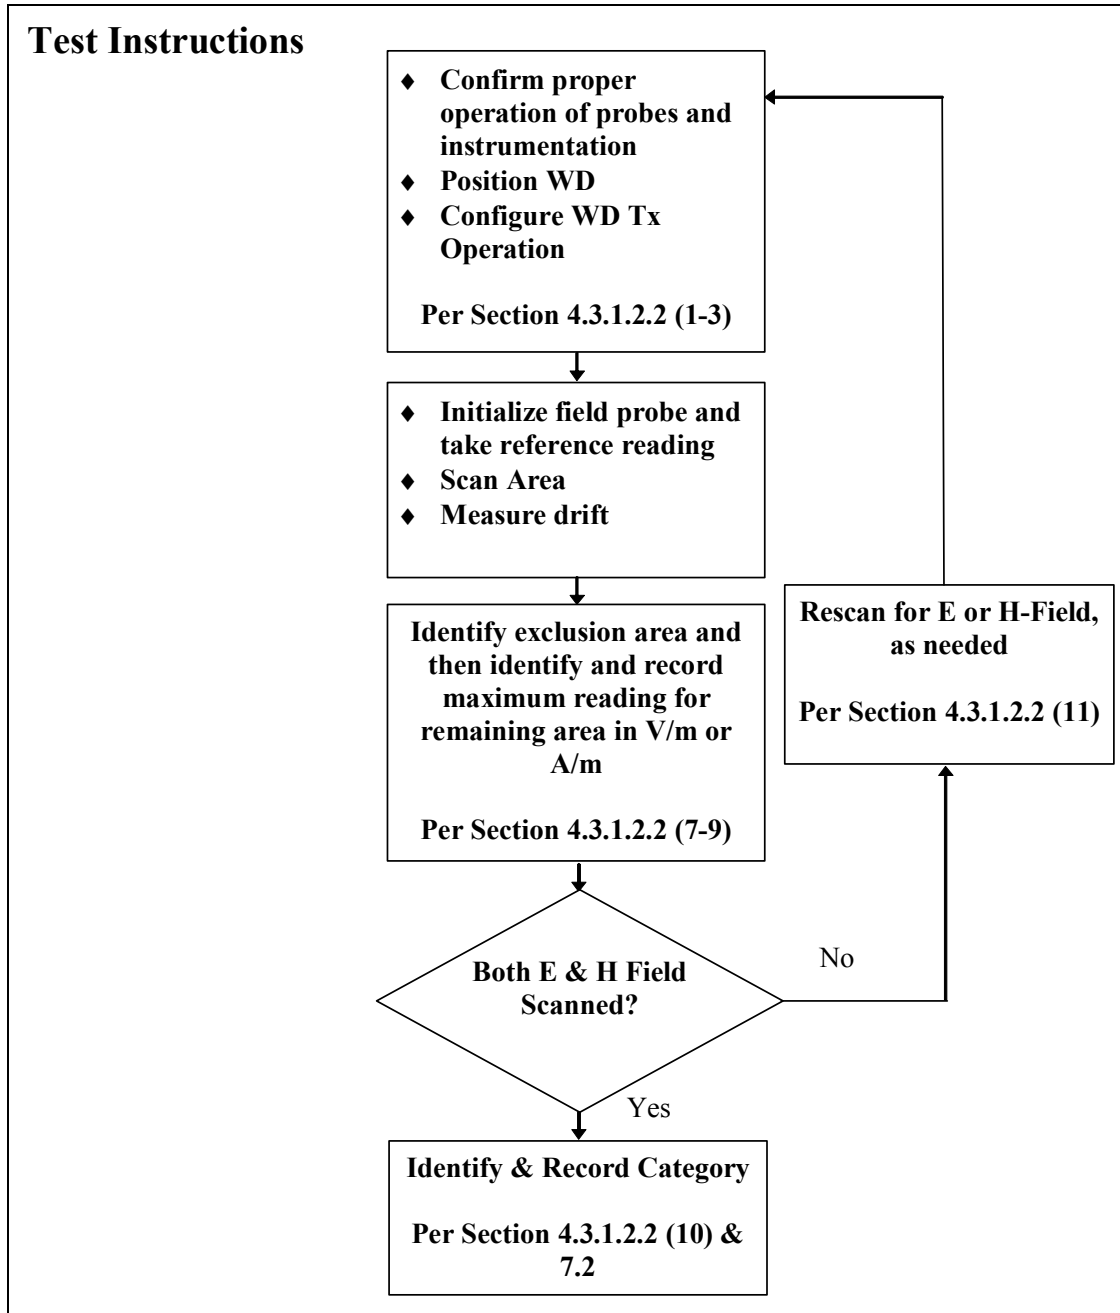 Test Instructions
♦ Confirm proper
operation of probes and
instrumentation
♦ Position WD
♦ Configure WD Tx
Operation
Per Section 4.3.1.2.2 (1-3)
♦ Initialize field probe and
take reference reading
♦ Scan Area
♦ Measure drift
Identify exclusion area and
then identify and record
maximum reading for
remaining area in V/m or
A/m
Per Section 4.3.1.2.2 (7-9)
Rescan for E or H-Field,
as needed
Per Section 4.3.1.2.2 (11)
Both E & H Field
Scanned?
No
Yes
Identify & Record Category
Per Section 4.3.1.2.2 (10) &
7.2